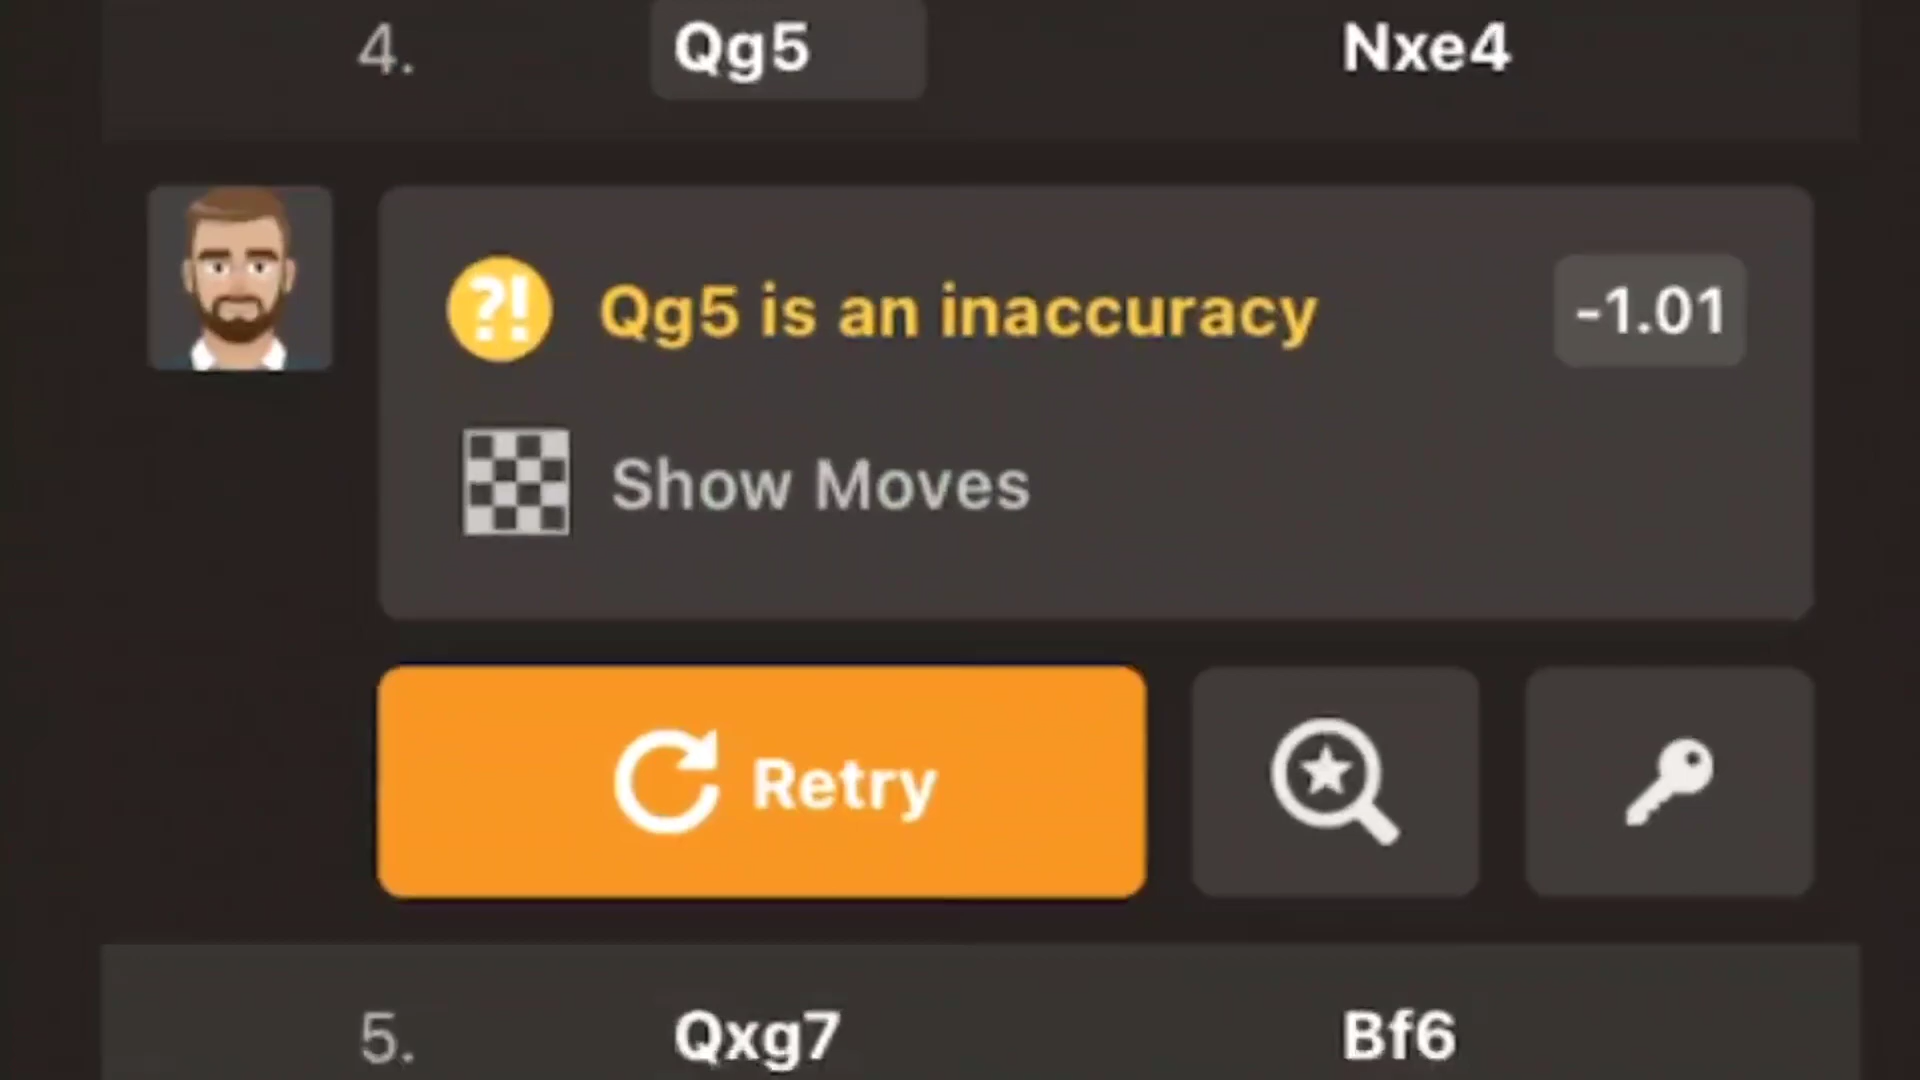 4. Qg5 Nxe4
?! Qg5 is an inaccuracy -1.01
Show Moves
Retry
5. Qxg7 Bf6